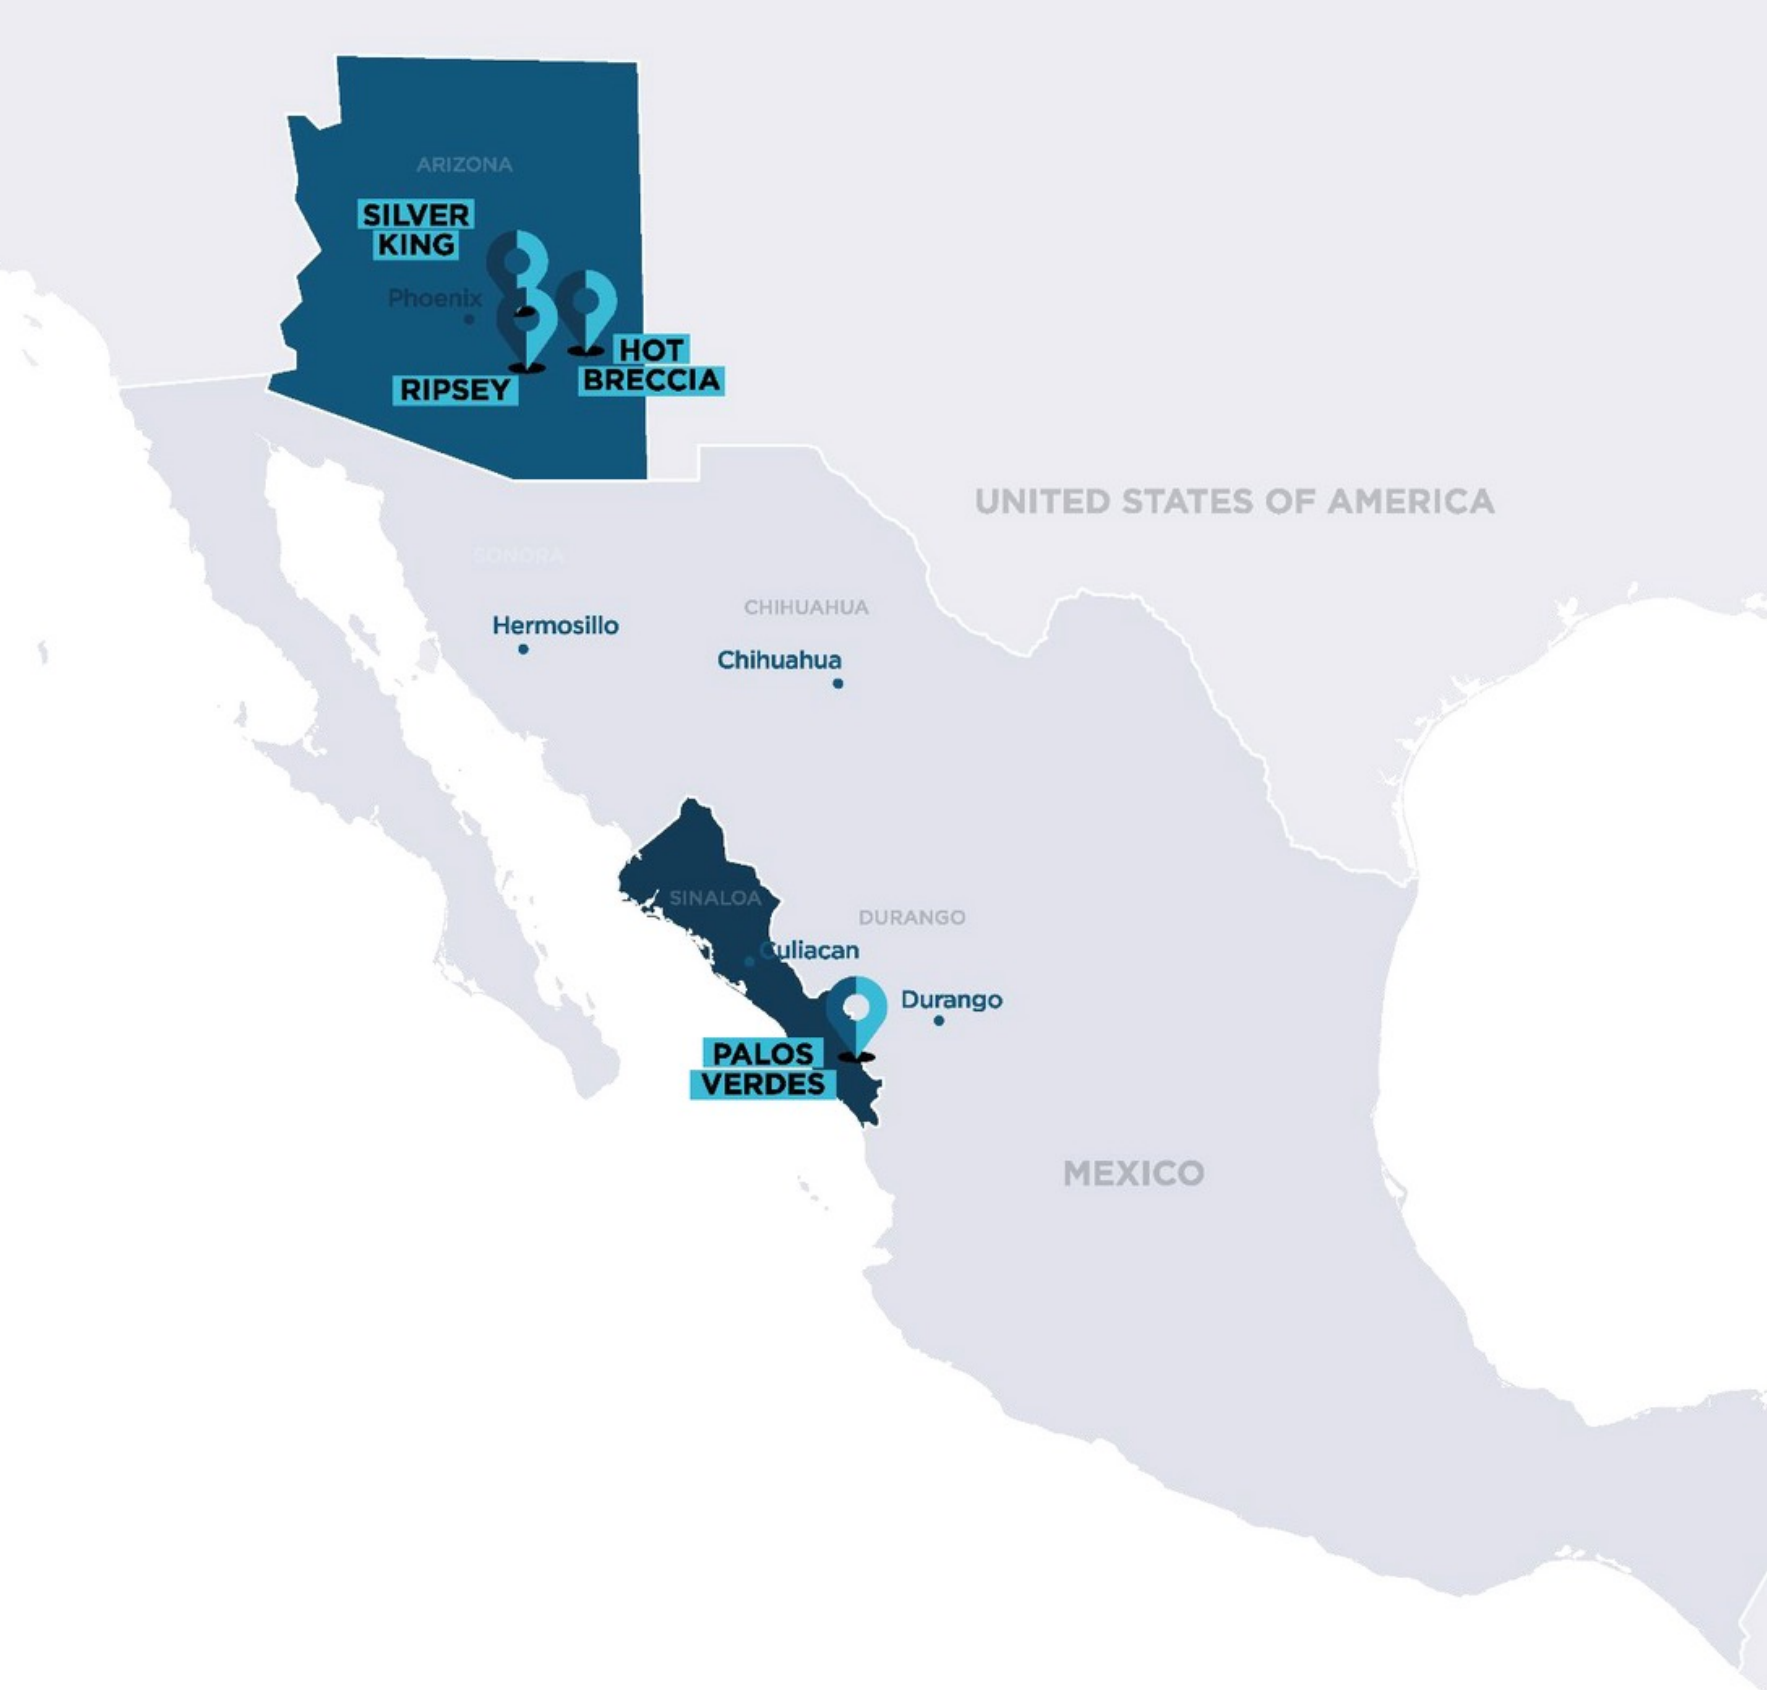 ARIZONA
SILVER
KING
Phoenix
HOT
BRECCIA
RIPSEY
UNITED STATES OF AMERICA
SONORA
CHIHUAHUA
Hermosillo
Chihuahua
SINALOA
DURANGO
Culiacan
Durango
PALOS
VERDES
MEXICO